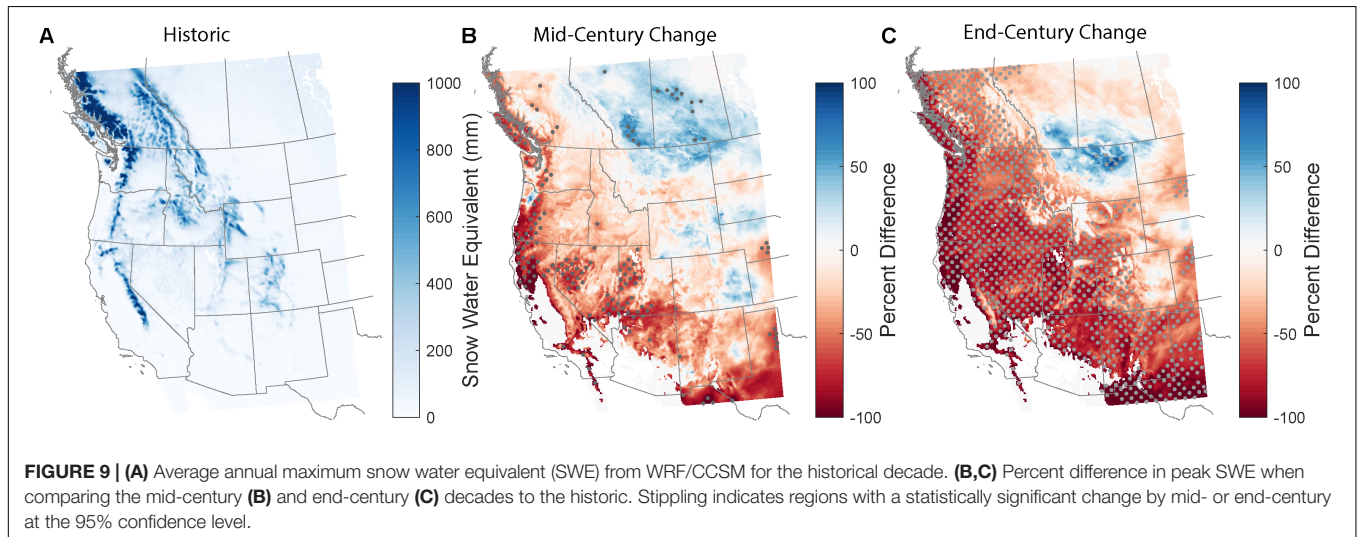 A Historic
B Mid-Century Change
C End-Century Change
1000
800
600
400
200
0
Snow Water Equivalent (mm)
100
50
0
-50
-100
Percent Difference
100
50
0
-50
-100
Percent Difference
FIGURE 9 | (A) Average annual maximum snow water equivalent (SWE) from WRF/CCSM for the historical decade. (B,C) Percent difference in peak SWE when
comparing the mid-century (B) and end-century (C) decades to the historic. Stippling indicates regions with a statistically significant change by mid- or end-century
at the 95% confidence level.